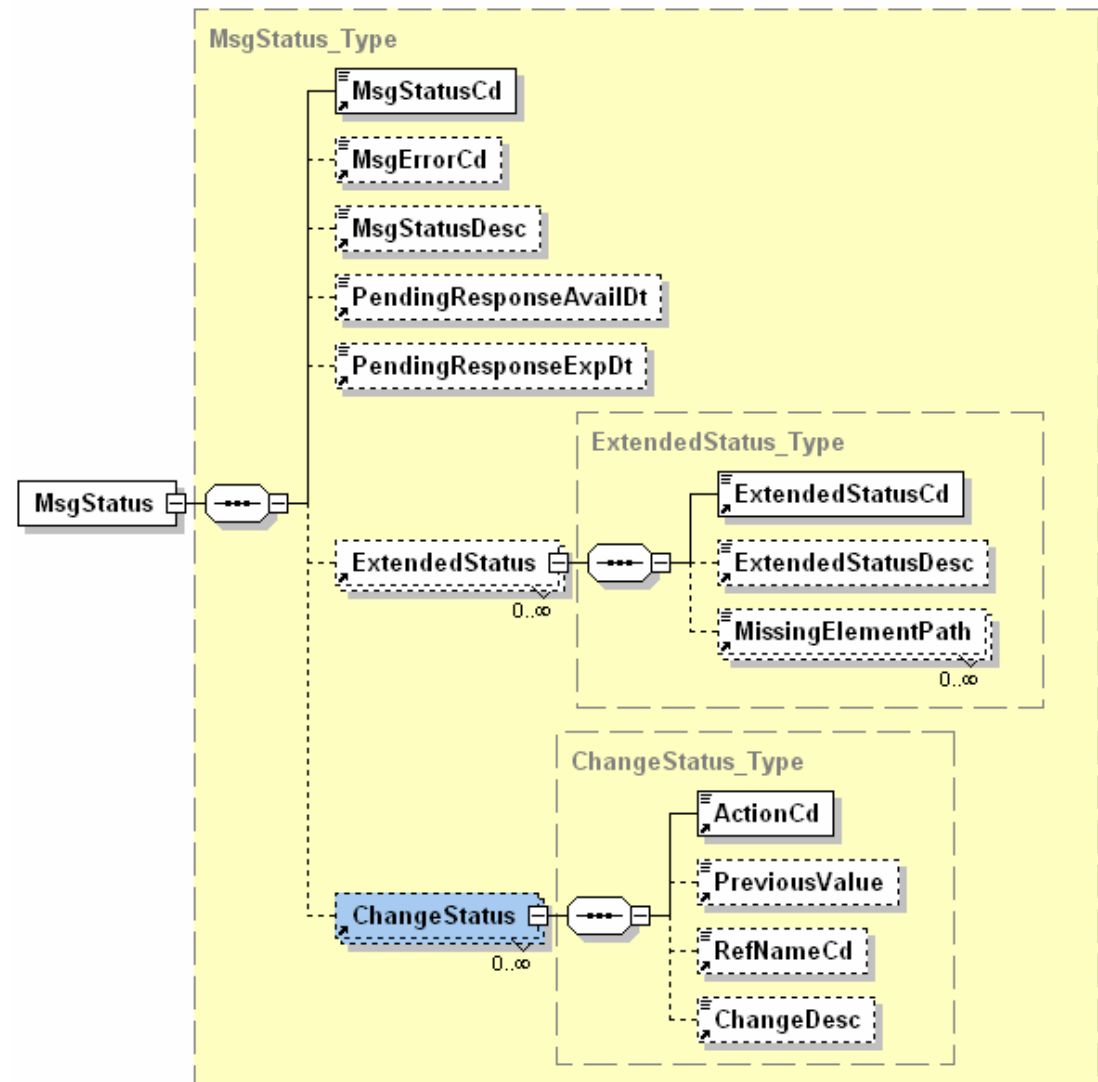 MsgStatus_Type
MsgStatusCd
MsgErrorCd
MsgStatusDesc
PendingResponseAvailDt
PendingResponseExpDt
ExtendedStatus_Type
MsgStatus
ExtendedStatusCd
ExtendedStatus
0..∞
ExtendedStatusDesc
MissingElementPath
0..∞
ChangeStatus_Type
ActionCd
PreviousValue
ChangeStatus
0..∞
RefNameCd
ChangeDesc